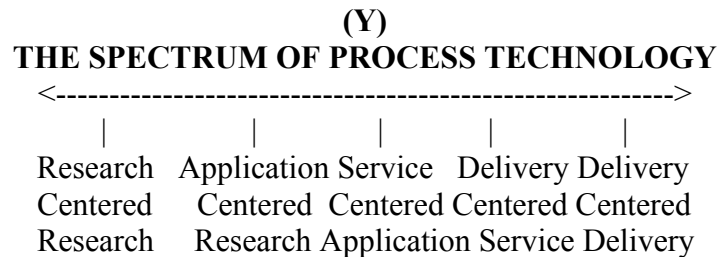 (Y)
THE SPECTRUM OF PROCESS TECHNOLOGY
<----------------------------------------------------------->
| | | | |
Research Application Service Delivery Delivery
Centered Centered Centered Centered Centered
Research Research Application Service Delivery